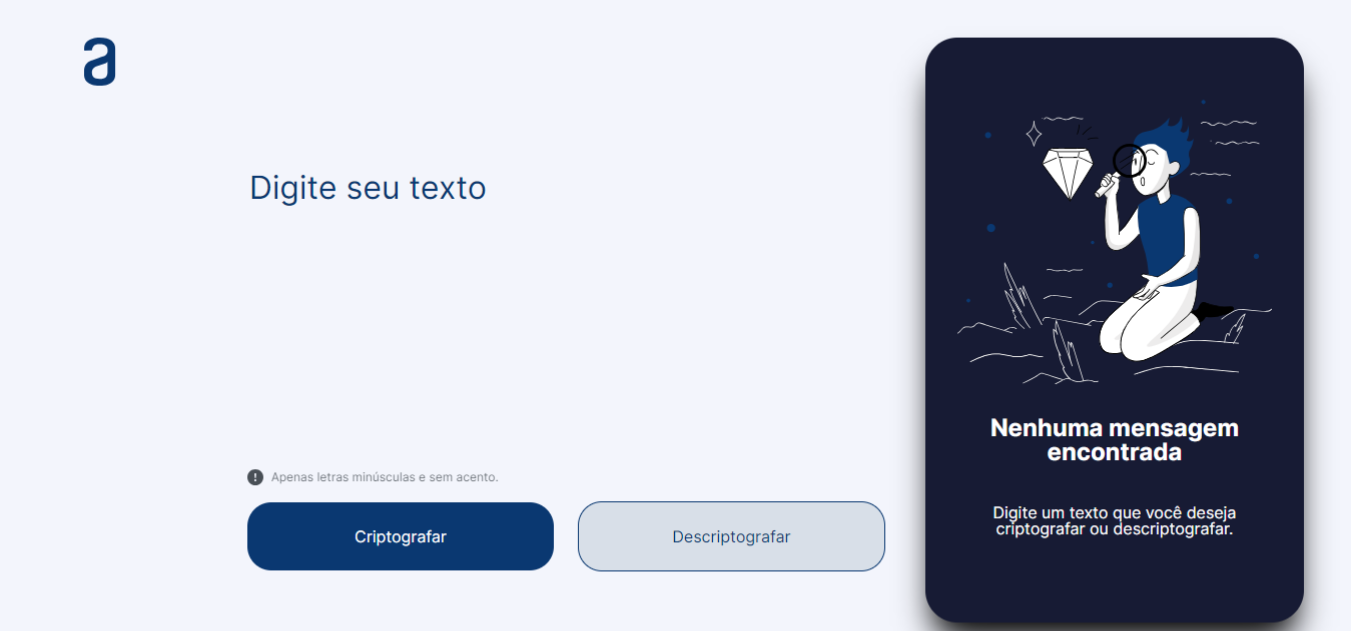 a
Digite seu texto
Apenas letras minúsculas e sem acento.
Criptografar
Descriptografar
Nenhuma mensagem
encontrada
Digite um texto que você deseja
criptografar ou descriptografar.